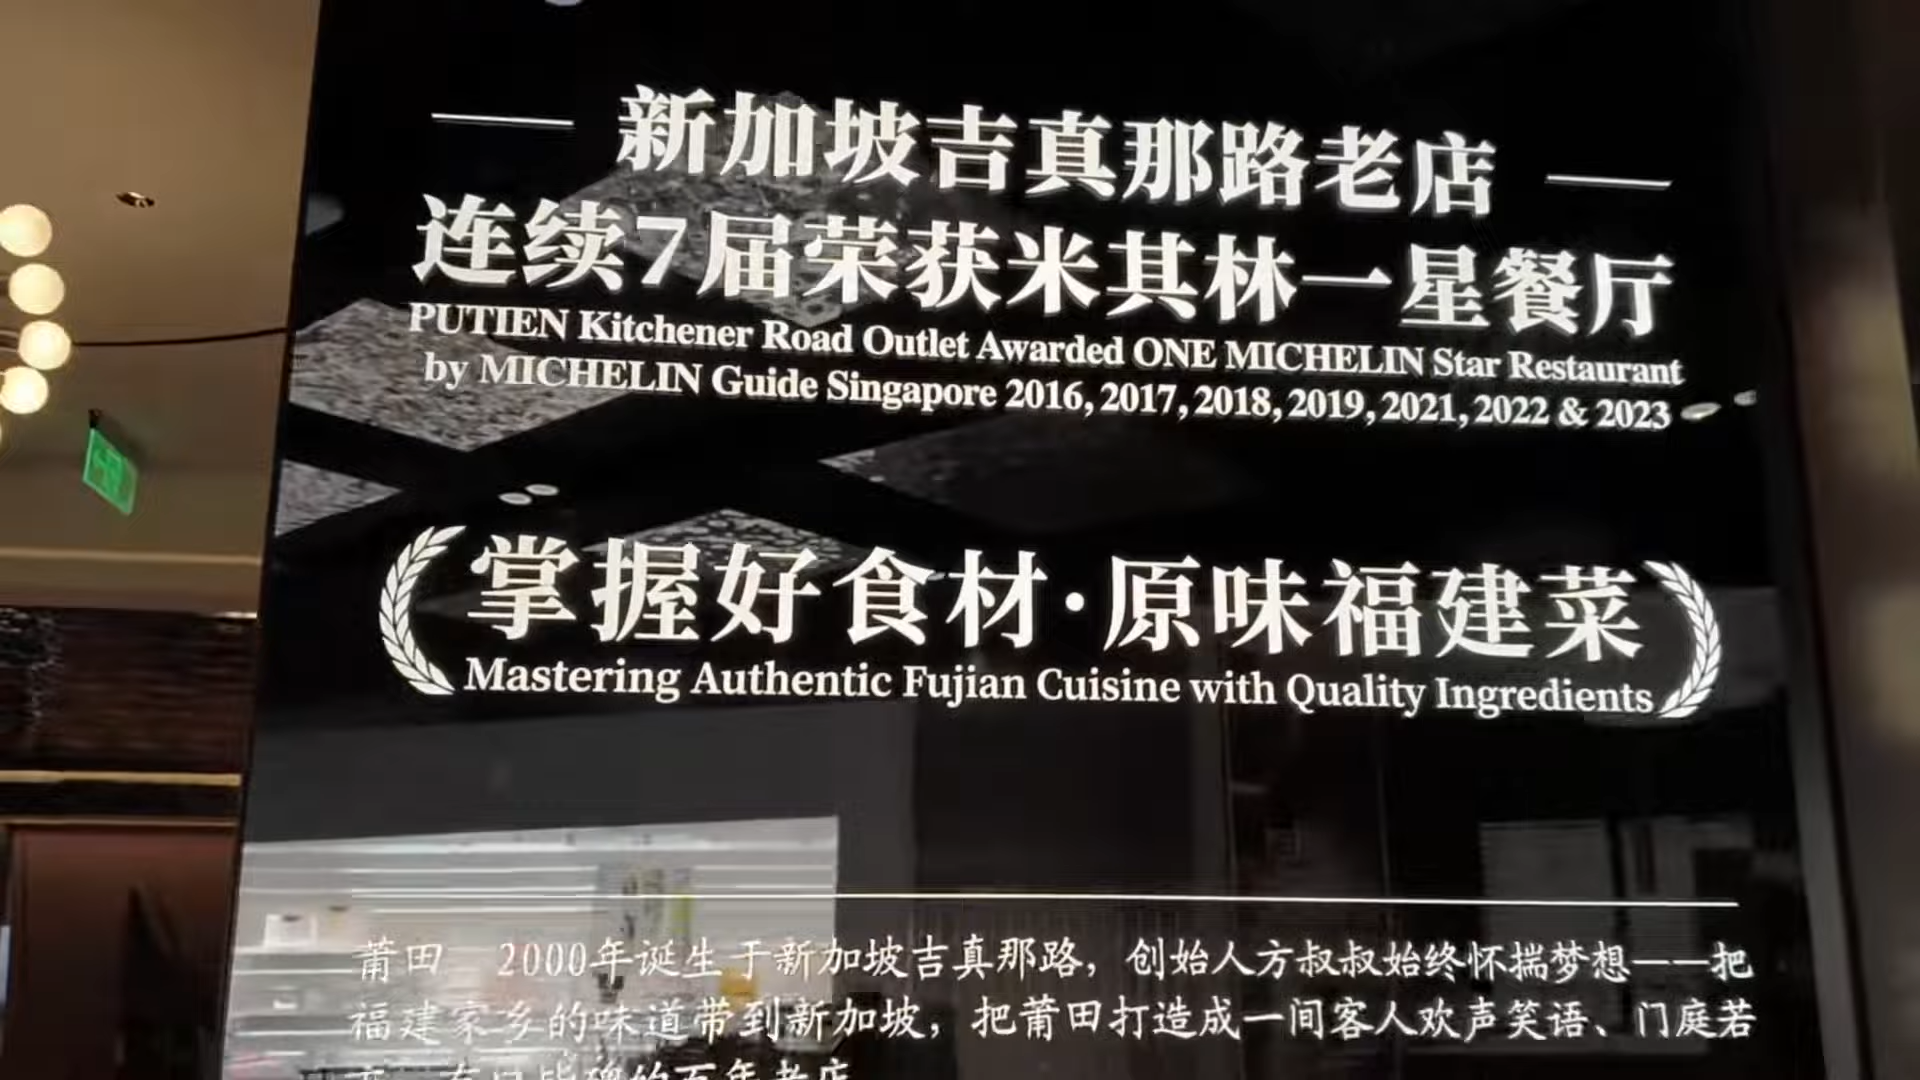 新加坡吉真那路老店
连续7届荣获米其林一星餐厅
PUTIEN Kitchener Road Outlet Awarded ONE MICHELIN Star Restaurant
by MICHELIN Guide Singapore 2016, 2017, 2018, 2019, 2021, 2022 & 2023
掌握好食材·原味福建菜
Mastering Authentic Fujian Cuisine with Quality Ingredients
莆田 2000年诞生于新加坡吉真那路，创始人方叔叔始终怀揣梦想——把
福建家乡的味道带到新加坡，把莆田打造成一间客人欢声笑语、门庭若
的百年老店